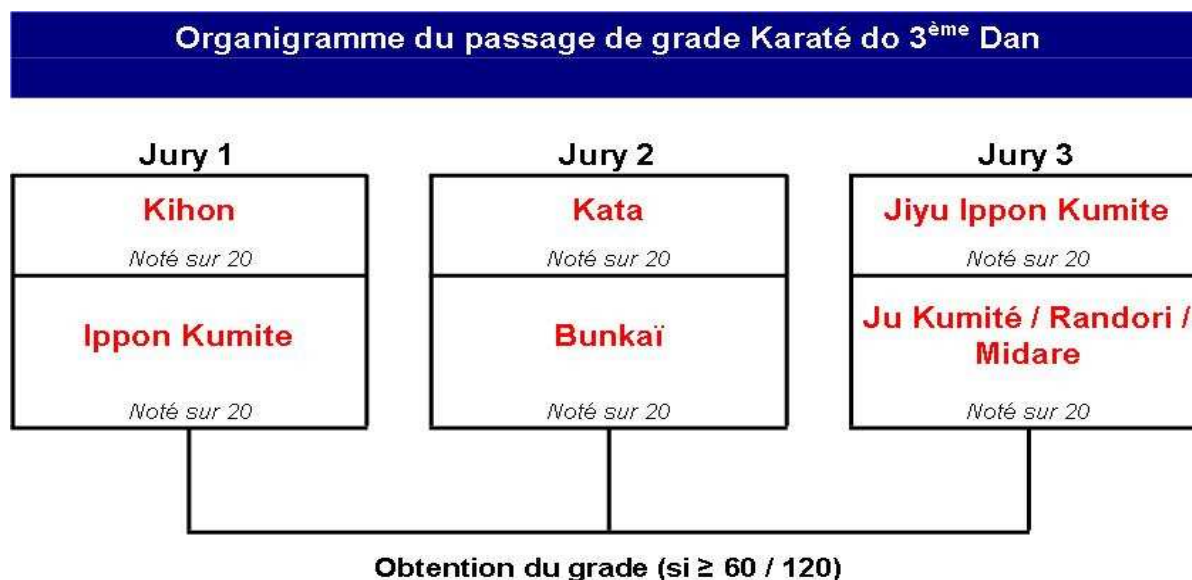 Organigramme du passage de grade Karaté do 3ème Dan
Jury 1
Kihon
Noté sur 20
Ippon Kumite
Noté sur 20
Jury 2
Kata
Noté sur 20
Bunkaï
Noté sur 20
Jury 3
Jiyu Ippon Kumite
Noté sur 20
Ju Kumité / Randori /
Midare
Noté sur 20
Obtention du grade (si ≥ 60 / 120)